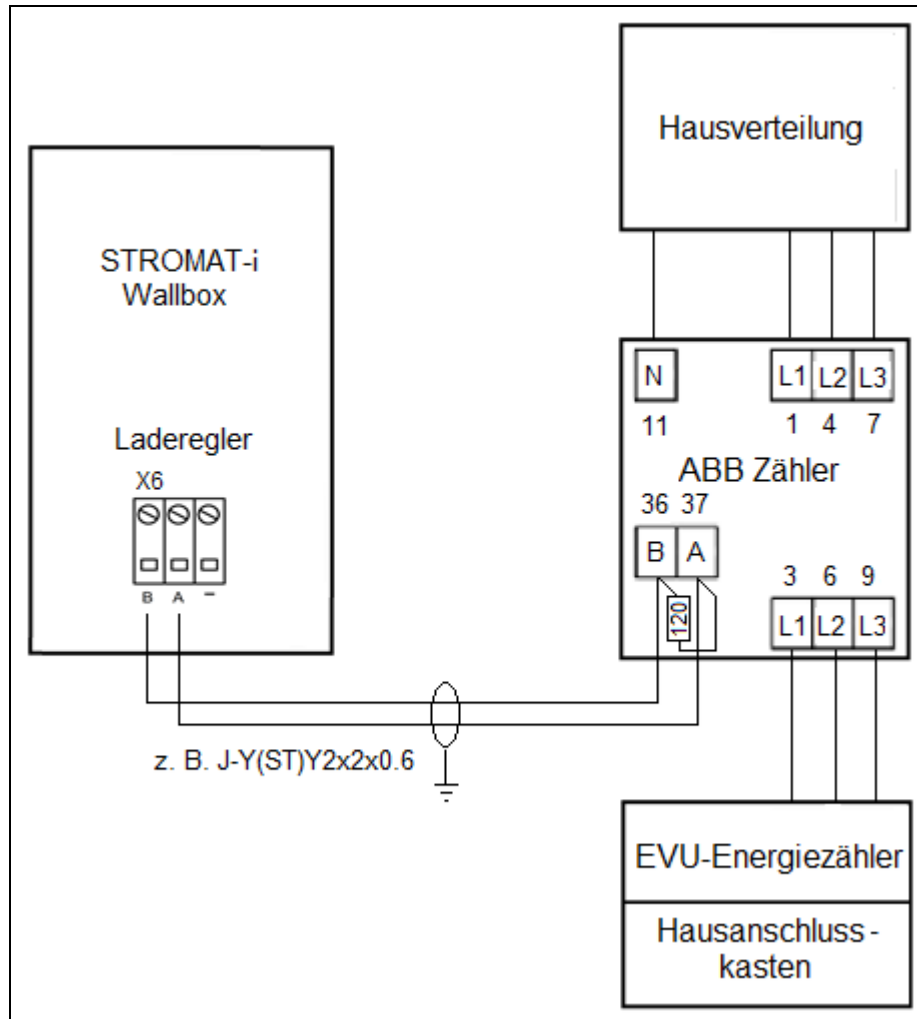 Hausverteilung
STROMAT-i
Wallbox
Laderegler
X6
B A –
N L1 L2 L3
11 1 4 7
ABB Zähler
36 37
B A
120
3 6 9
L1 L2 L3
z. B. J-Y(ST)Y2x2x0.6
EVU-Energiezähler
Hausanschluss-
kasten